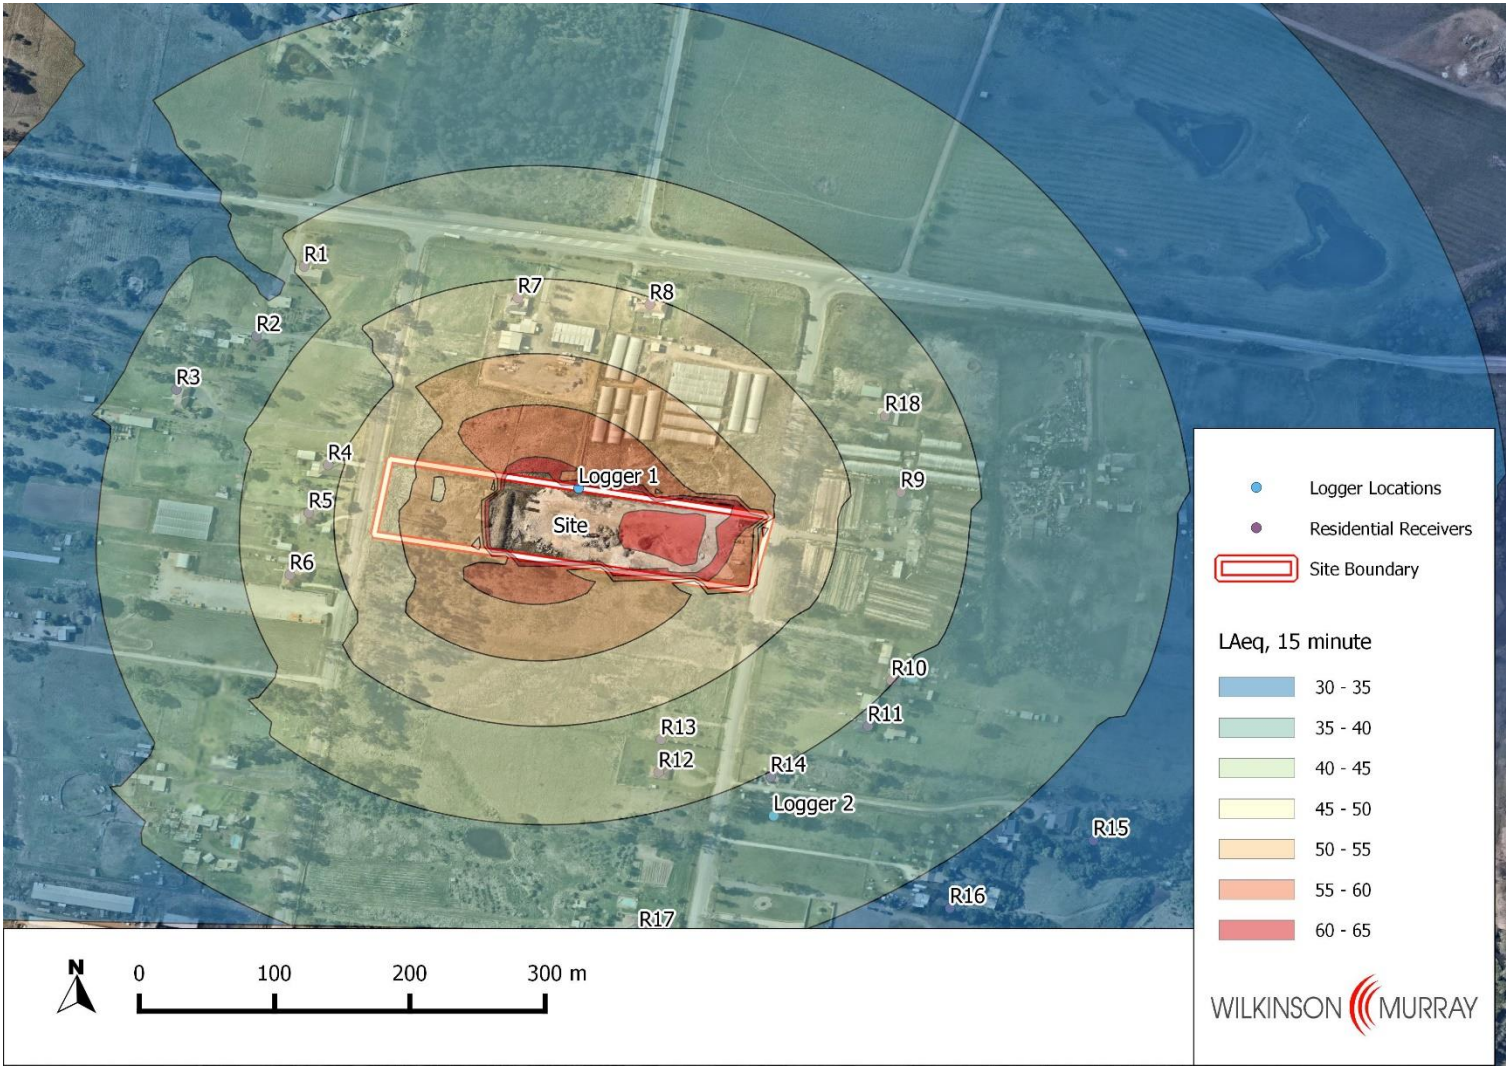 R1
R7
R8
R2
R3
R18
R4
Logger 1
R9
R5
Site
R6
R10
R11
R13
R12
R14
Logger 2
R15
R16
R17
Logger Locations
Residential Receivers
Site Boundary
LAeq, 15 minute
30 - 35
35 - 40
40 - 45
45 - 50
50 - 55
55 - 60
60 - 65
N
0 100 200 300 m
WILKINSON MURRAY